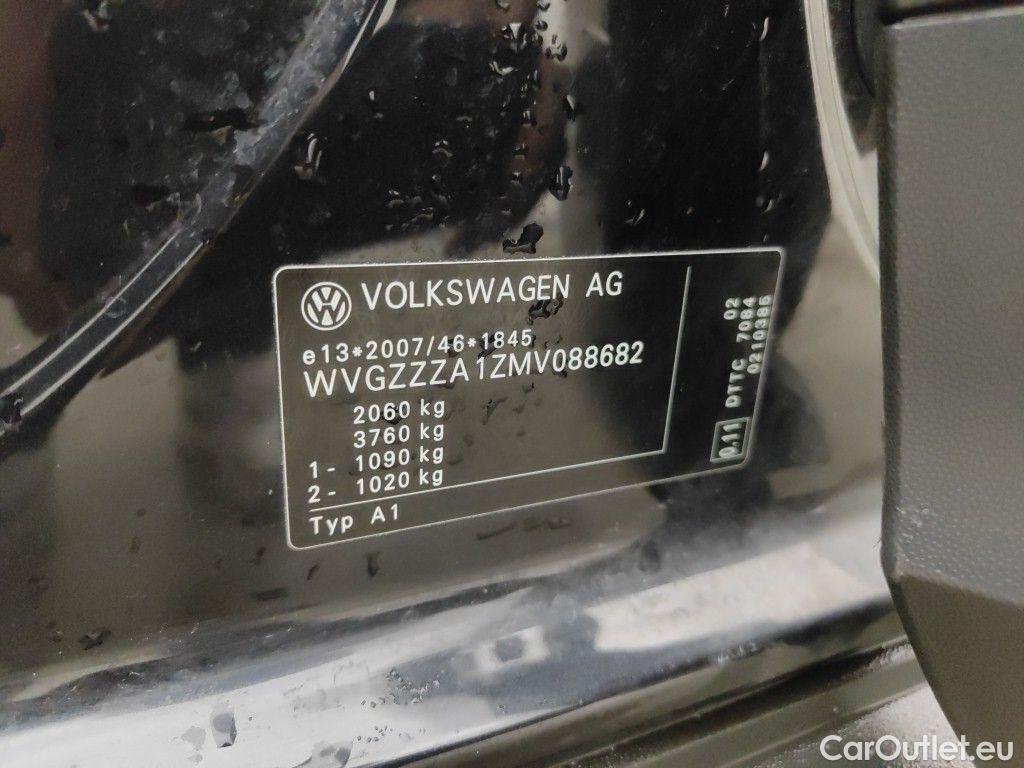 VOLKSWAGEN AG
e13*2007/46*1845
WVGZZZA1ZMV088682
2060 kg
3760 kg
1- 1090 kg
2- 1020 kg
Typ A1
0.11 DTTC 7084 02
0210385
CarOutlet.eu